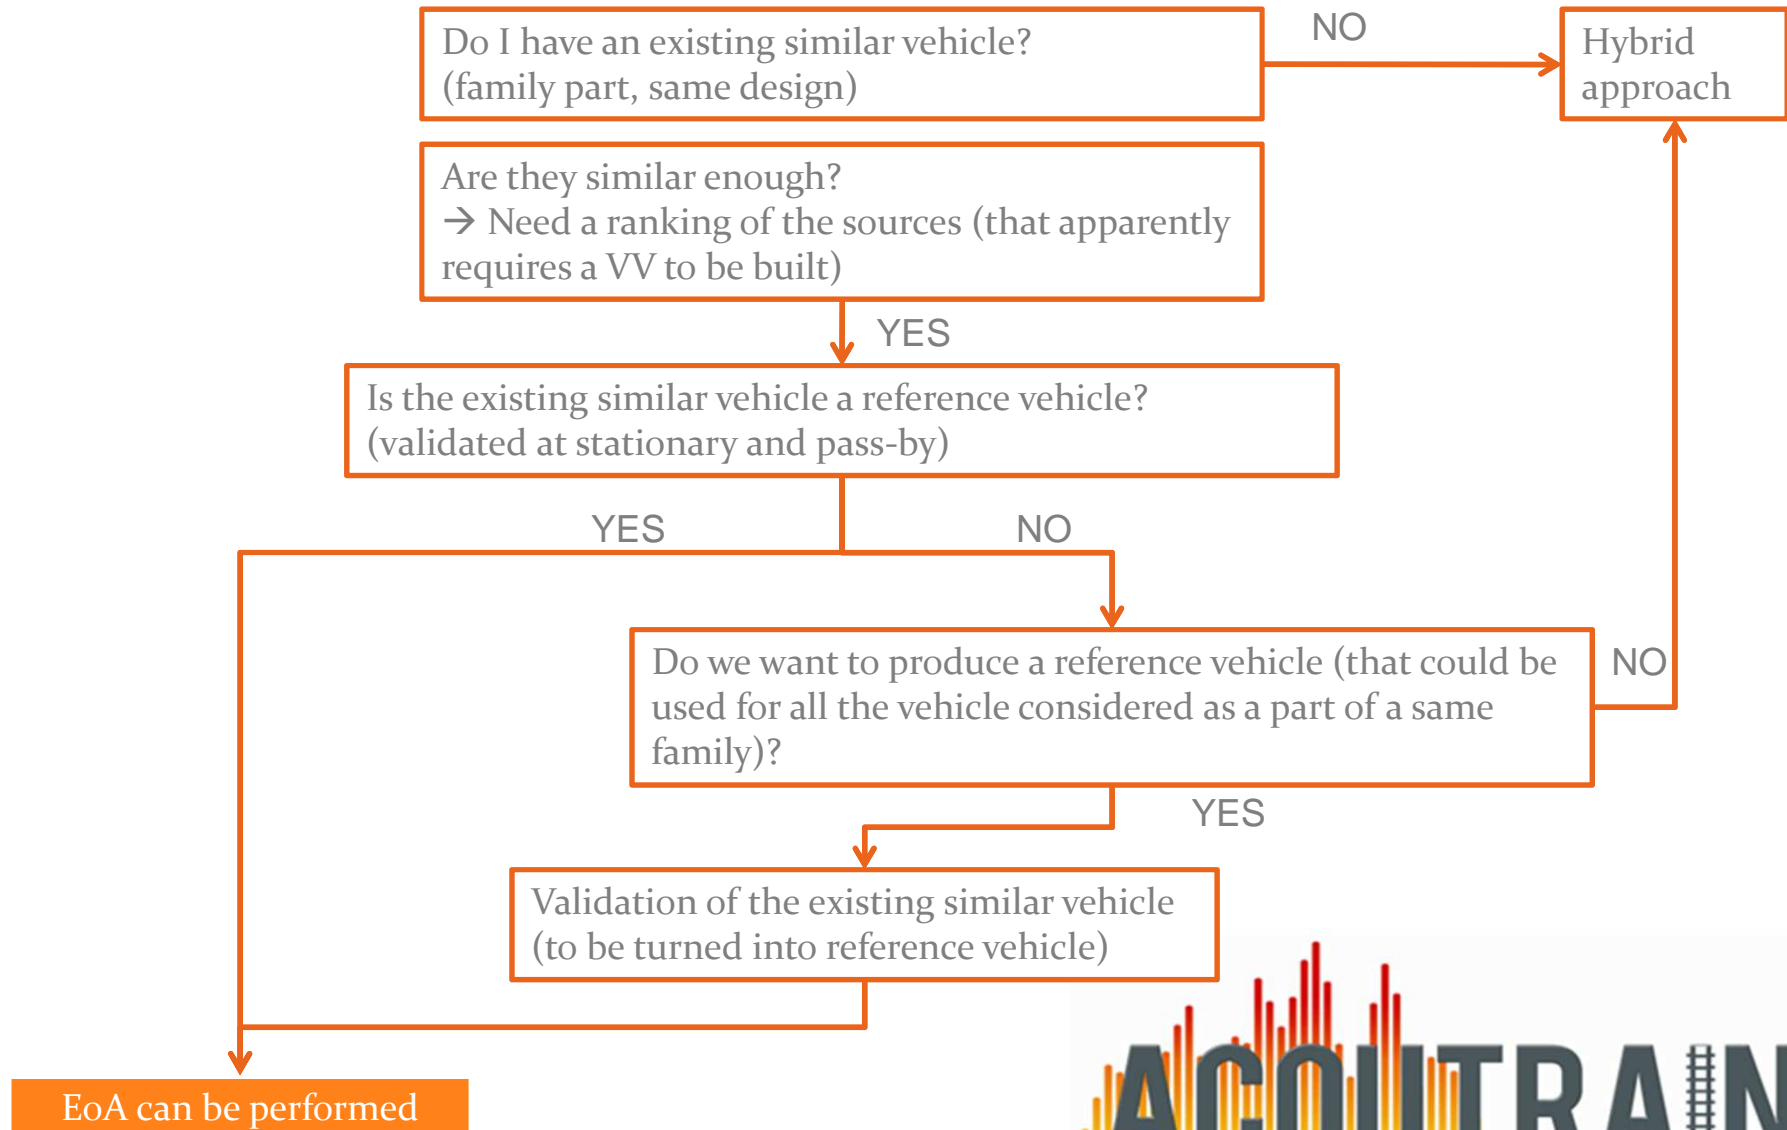 Do I have an existing similar vehicle?
(family part, same design)
NO
Hybrid
approach
Are they similar enough?
→ Need a ranking of the sources (that apparently
requires a VV to be built)
YES
Is the existing similar vehicle a reference vehicle?
(validated at stationary and pass-by)
YES
NO
Do we want to produce a reference vehicle (that could be
used for all the vehicle considered as a part of a same
family)?
NO
YES
Validation of the existing similar vehicle
(to be turned into reference vehicle)
EoA can be performed
ACOUTRAIN